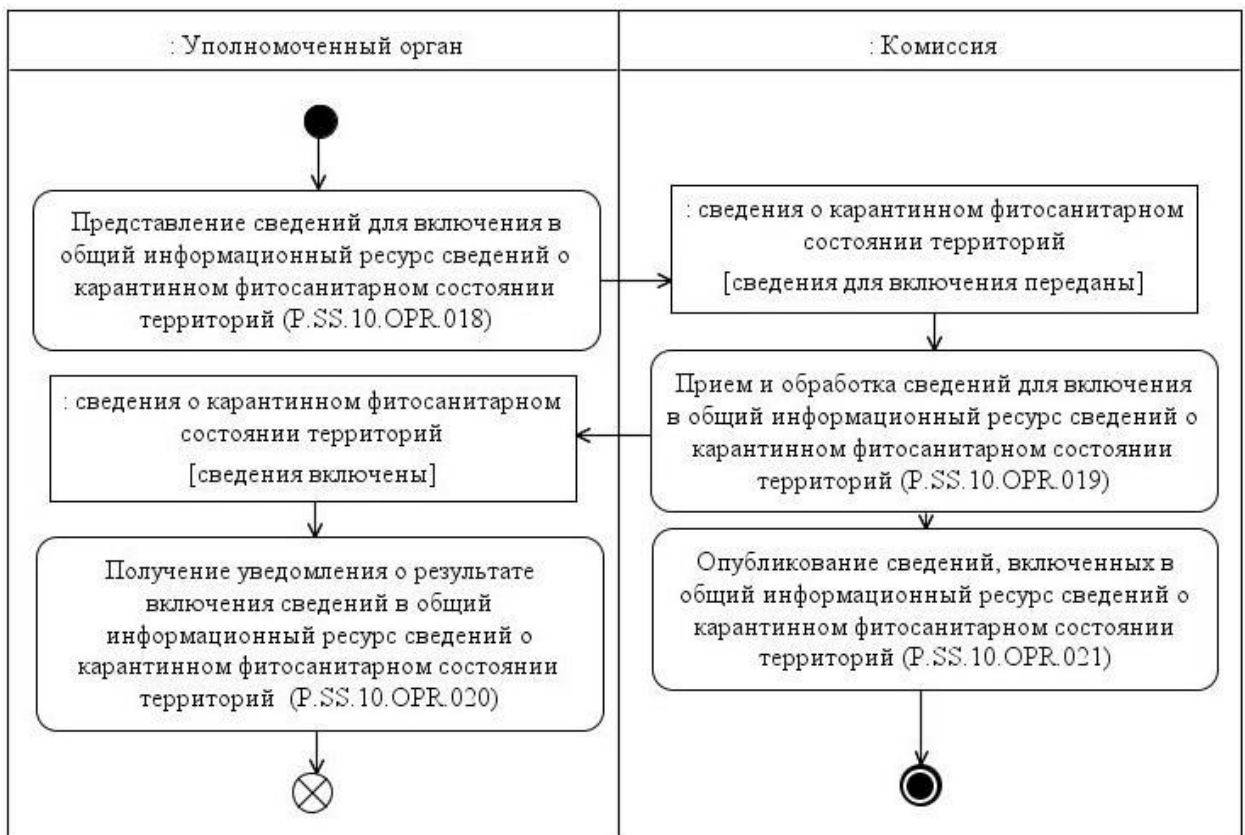 : Уполномоченный орган
: Комиссия
Представление сведений для включения в
общий информационный ресурс сведений о
карантинном фитосанитарном состоянии
территорий (P.SS.10.OPR.018)
: сведения о карантинном фитосанитарном
состоянии территорий
[сведения для включения переданы]
Прием и обработка сведений для включения
в общий информационный ресурс сведений о
карантинном фитосанитарном состоянии
территорий (P.SS.10.OPR.019)
: сведения о карантинном фитосанитарном
состоянии территорий
[сведения включены]
Получение уведомления о результате
включения сведений в общий
информационный ресурс сведений о
карантинном фитосанитарном состоянии
территорий (P.SS.10.OPR.020)
Опубликование сведений, включенных в
общий информационный ресурс сведений о
карантинном фитосанитарном состоянии
территорий (P.SS.10.OPR.021)